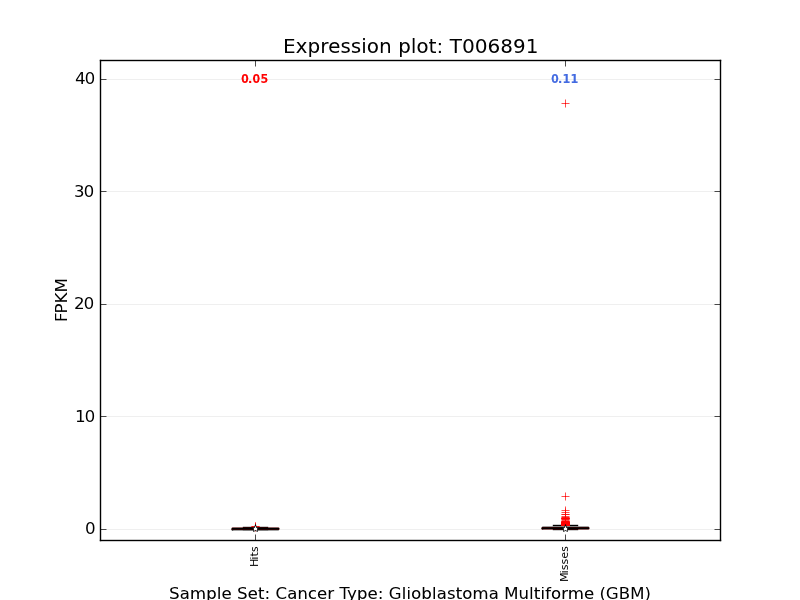 Expression plot: T006891
40
0.05
0.11
30
FPKM
20
10
0
Hits
Misses
Sample Set: Cancer Type: Glioblastoma Multiforme (GBM)